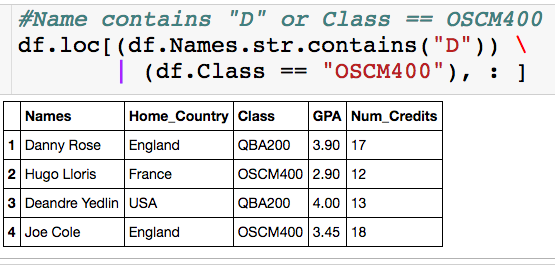 #Name contains "D" or Class == OSCM400
df.loc[(df.Names.str.contains("D")) \
| (df.Class == "OSCM400"), : ]
Names Home_Country Class GPA Num_Credits
1 Danny Rose England QBA200 3.90 17
2 Hugo Lloris France OSCM400 2.90 12
3 Deandre Yedlin USA QBA200 4.00 13
4 Joe Cole England OSCM400 3.45 18